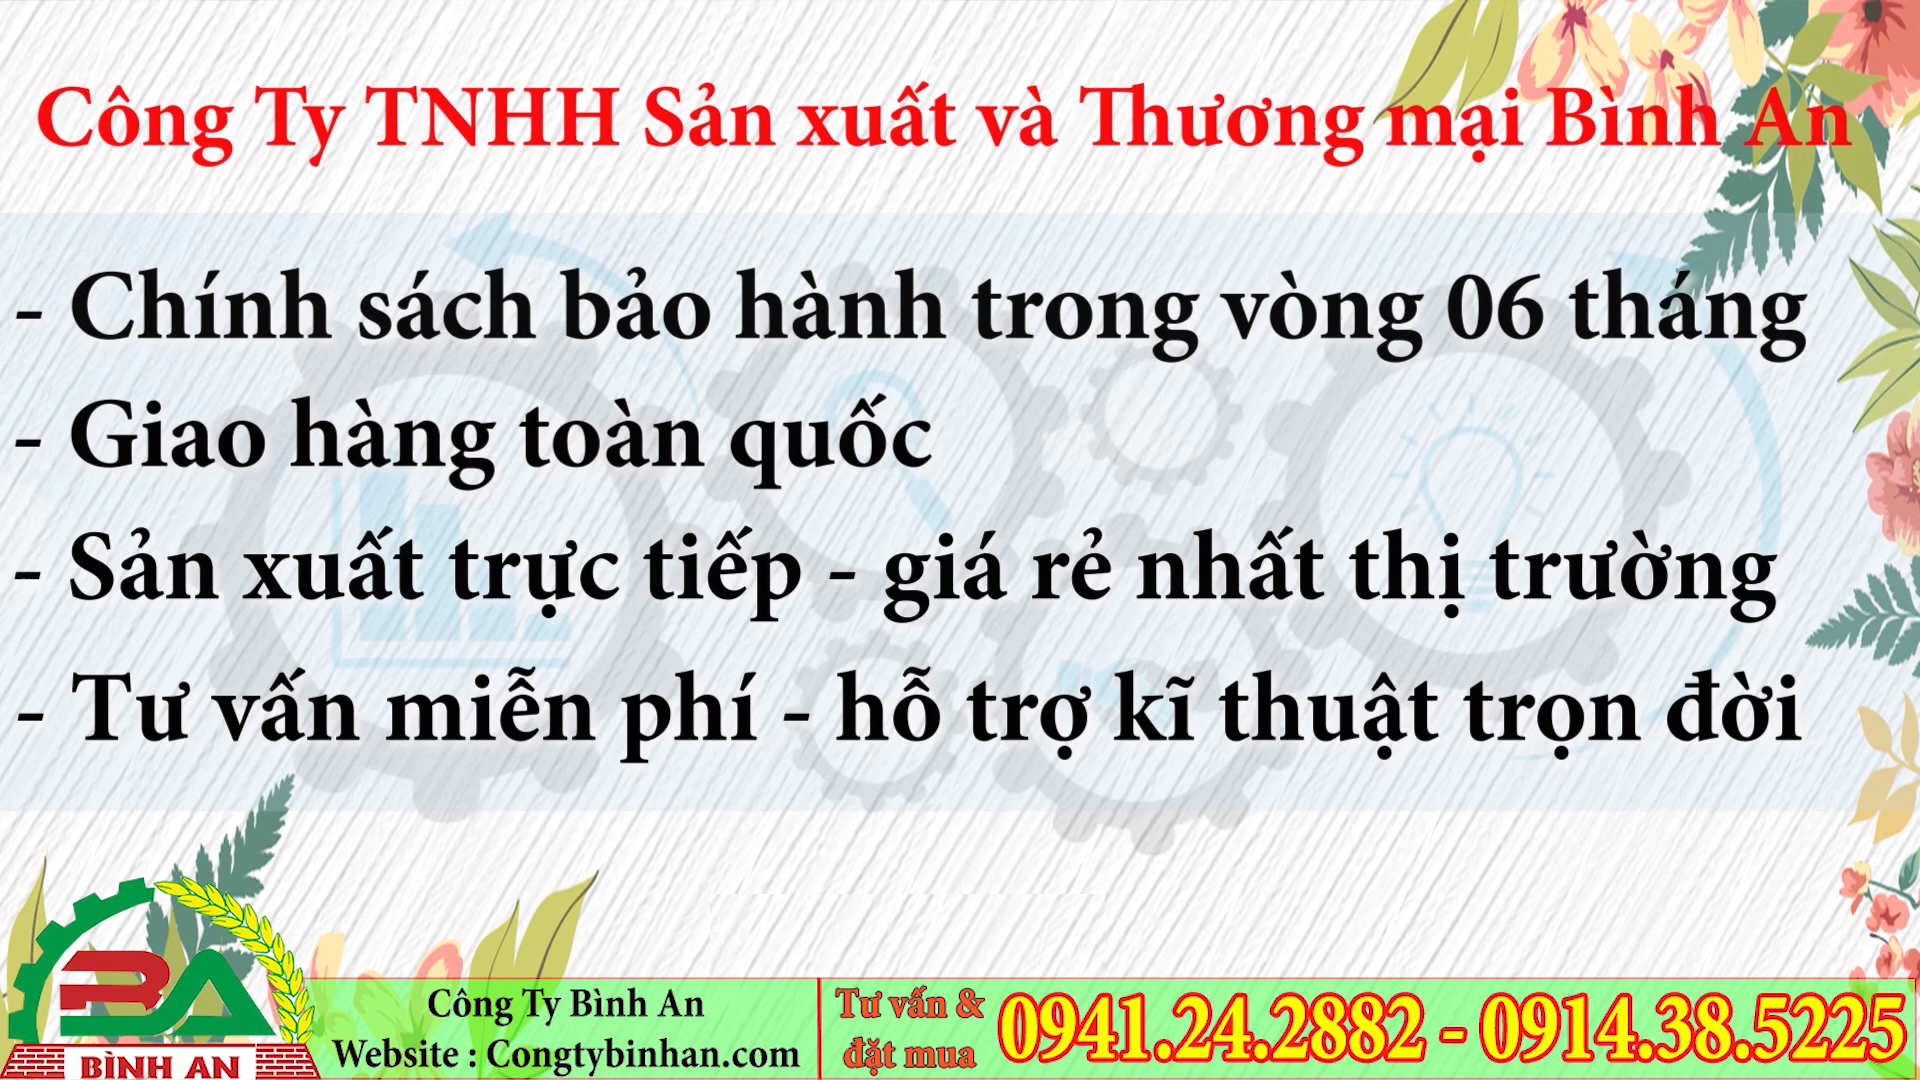 Công Ty TNHH Sản xuất và Thương mại Bình An
- Chính sách bảo hành trong vòng 06 tháng
- Giao hàng toàn quốc
- Sản xuất trực tiếp - giá rẻ nhất thị trường
- Tư vấn miễn phí - hỗ trợ kĩ thuật trọn đời
BA
BÌNH AN
Công Ty Bình An
Website : Congtybinhan.com
Tư vấn &
đặt mua
0941.24.2882 - 0914.38.5225